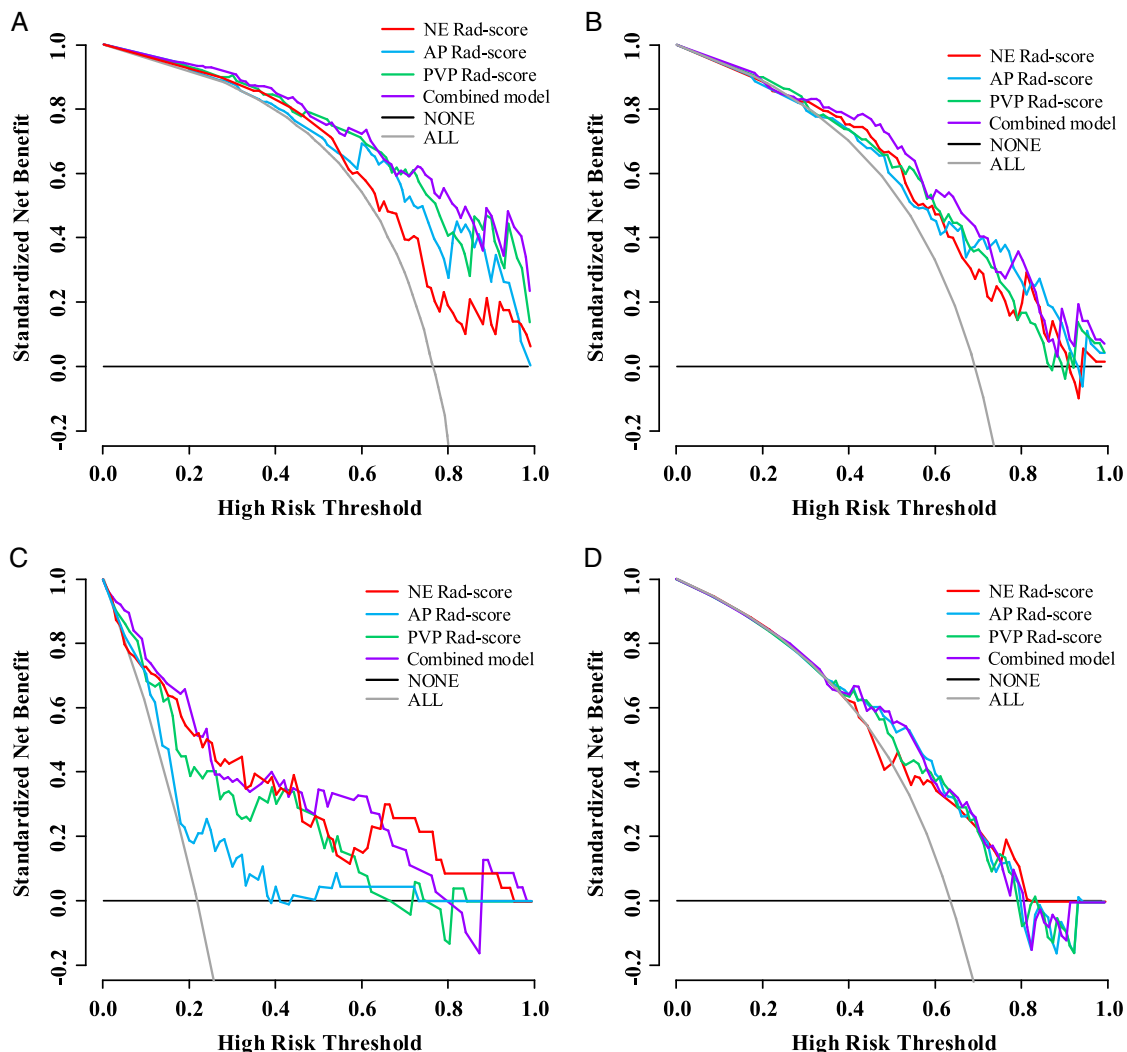 A
NE Rad-score
AP Rad-score
PVP Rad-score
Combined model
NONE
ALL
Standardized Net Benefit
1.0
0.8
0.6
0.4
0.2
0.0
-0.2
0.0 0.2 0.4 0.6 0.8 1.0
High Risk Threshold
B
NE Rad-score
AP Rad-score
PVP Rad-score
Combined model
NONE
ALL
Standardized Net Benefit
1.0
0.8
0.6
0.4
0.2
0.0
-0.2
0.0 0.2 0.4 0.6 0.8 1.0
High Risk Threshold
C
NE Rad-score
AP Rad-score
PVP Rad-score
Combined model
NONE
ALL
Standardized Net Benefit
1.0
0.8
0.6
0.4
0.2
0.0
-0.2
0.0 0.2 0.4 0.6 0.8 1.0
High Risk Threshold
D
NE Rad-score
AP Rad-score
PVP Rad-score
Combined model
NONE
ALL
Standardized Net Benefit
1.0
0.8
0.6
0.4
0.2
0.0
-0.2
0.0 0.2 0.4 0.6 0.8 1.0
High Risk Threshold